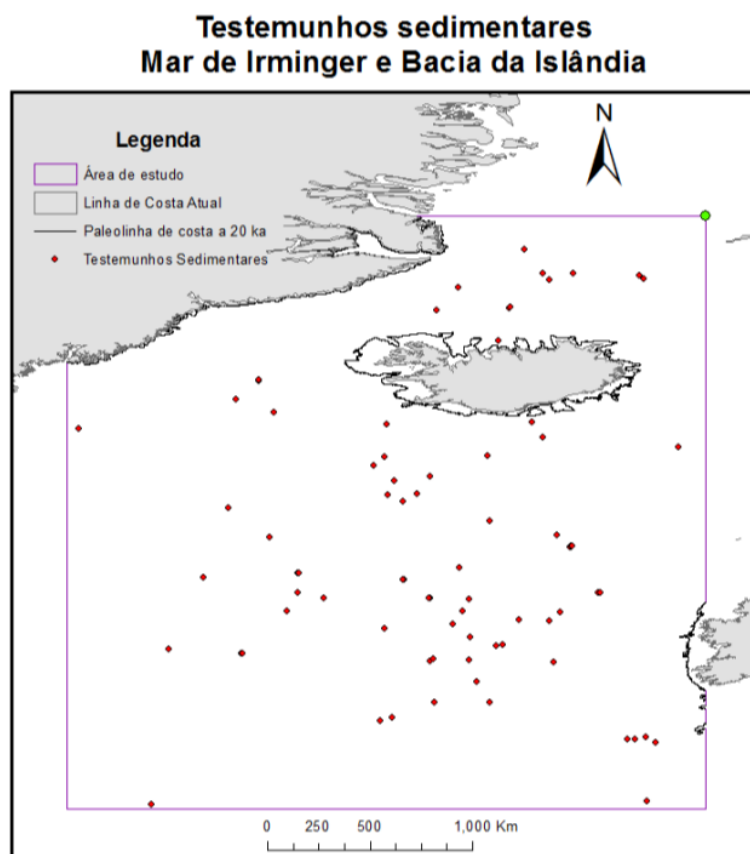 Testemunhos sedimentares
Mar de Irminger e Bacia da Islândia
N
Legenda
Área de estudo
Linha de Costa Atual
Paleolinha de costa a 20 ka
Testemunhos Sedimentares
0 250 500 1,000 Km